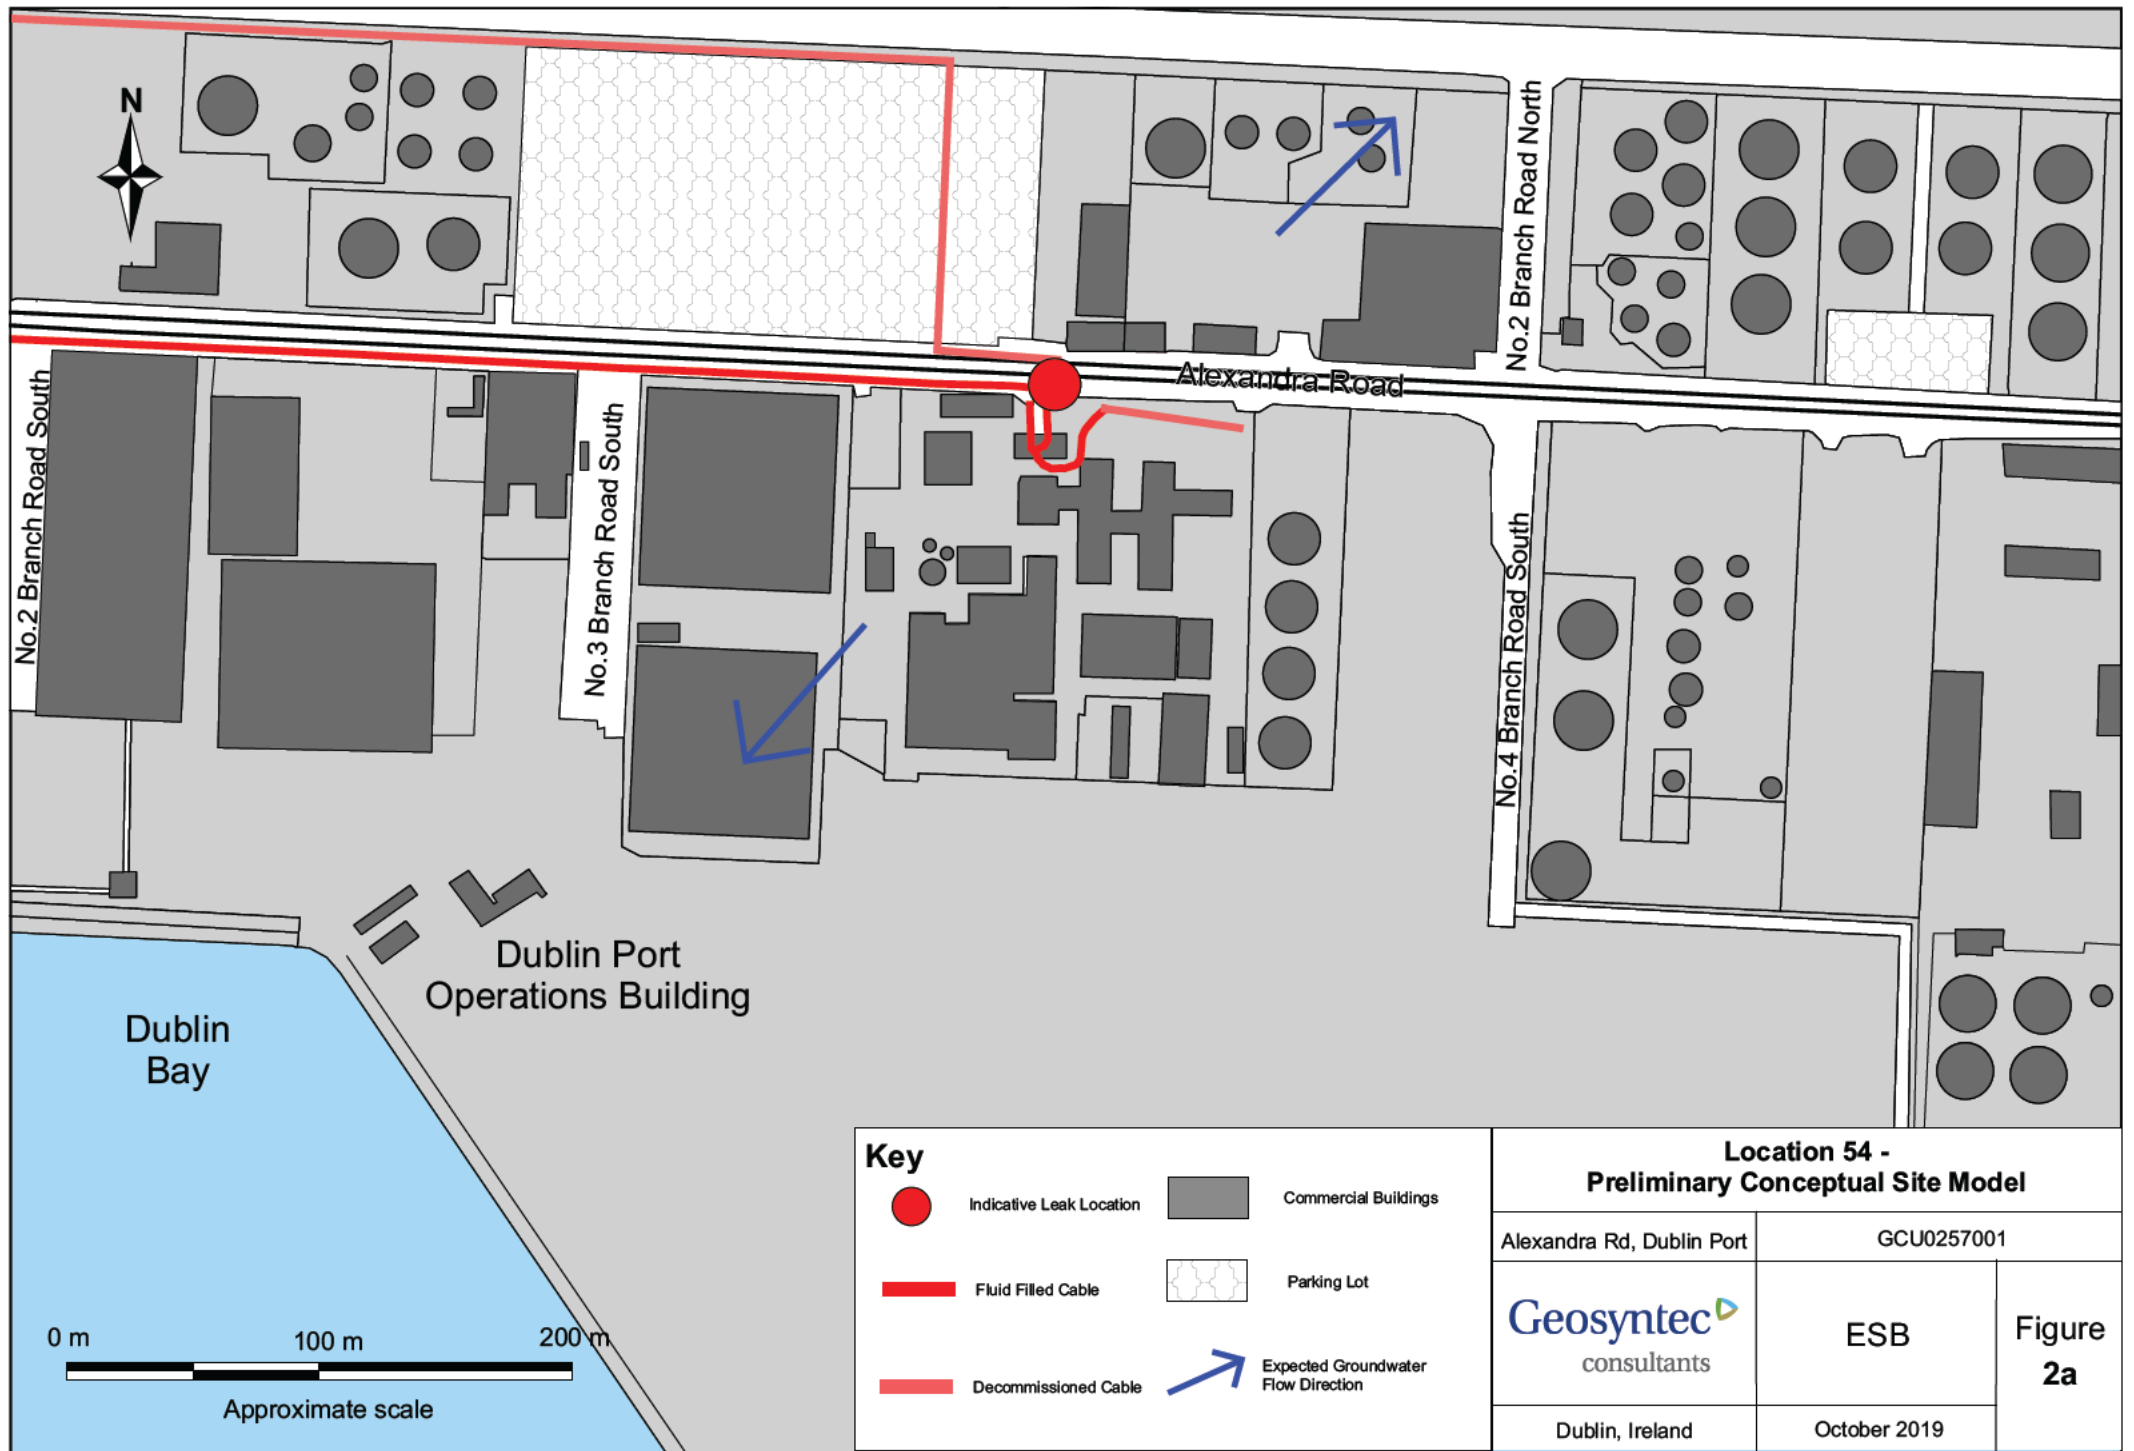 N
No.2 Branch Road North
Alexandra Road
No.2 Branch Road South
No.3 Branch Road South
No.4 Branch Road South
Dublin Port
Operations Building
Dublin
Bay
0 m
100 m
200 m
Approximate scale
Key
Indicative Leak Location
Commercial Buildings
Fluid Filled Cable
Parking Lot
Decommissioned Cable
Expected Groundwater
Flow Direction
Location 54 -
Preliminary Conceptual Site Model
Alexandra Rd, Dublin Port
GCU0257001
Geosyntec
consultants
ESB
Figure
2a
Dublin, Ireland
October 2019